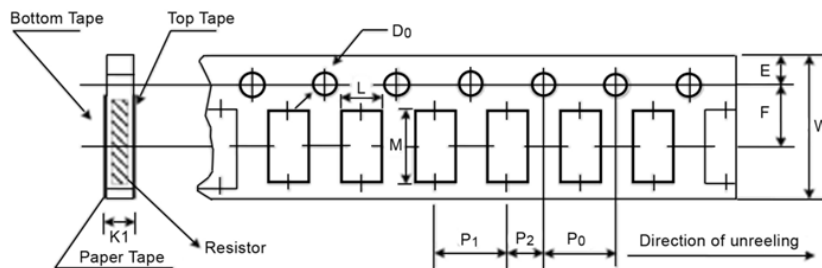 Bottom Tape
Top Tape
D0
E
L
F
W
M
K1
P1
P2
P0
Direction of unreeling
Resistor
Paper Tape